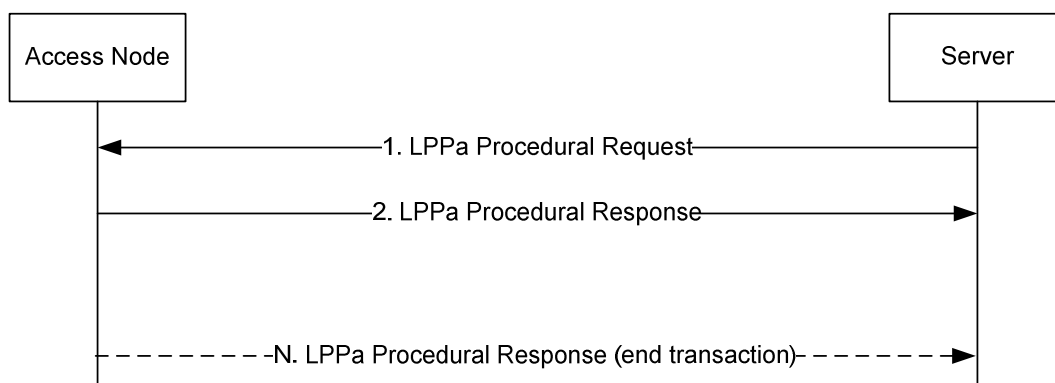 Access Node
Server
1. LPPa Procedural Request
2. LPPa Procedural Response
N. LPPa Procedural Response (end transaction)